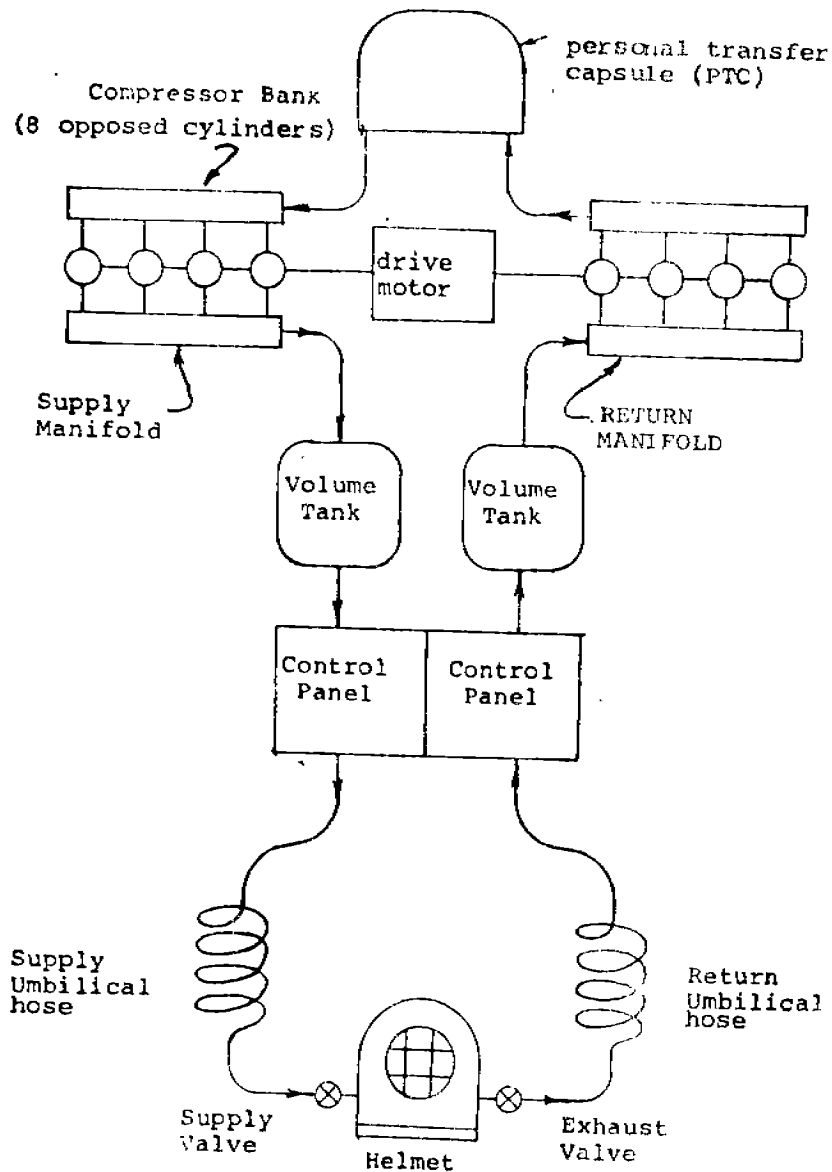 personal transfer
capsule (PTC)
Compressor Bank
(8 opposed cylinders)
drive
motor
Supply
Manifold
RETURN
MANIFOLD
Volume
Tank
Volume
Tank
Control
Panel
Control
Panel
Supply
Umbilical
hose
Return
Umbilical
hose
Supply
Valve
Helmet
Exhaust
Valve